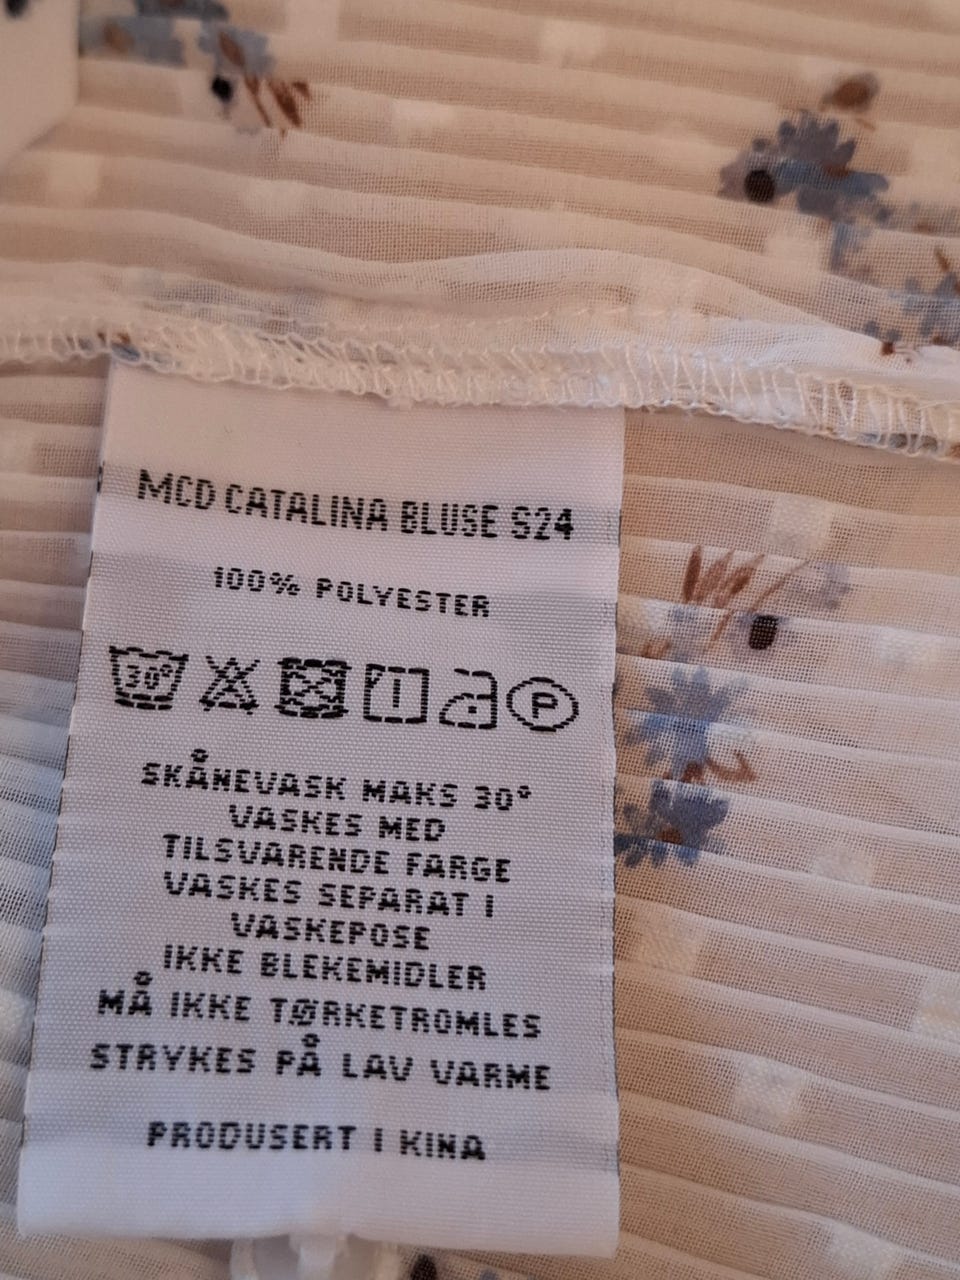 MCD CATALINA BLUSE S24
100% POLYESTER
30° P
SKÅNEVASK MAKS 30°
VASKES MED
TILSVARENDE FARGE
VASKES SEPARAT I
VASKEPOSE
IKKE BLEKEMIDLER
MÅ IKKE TØRKETROMLES
STRYKES PÅ LAV VARME
PRODUSERT I KINA